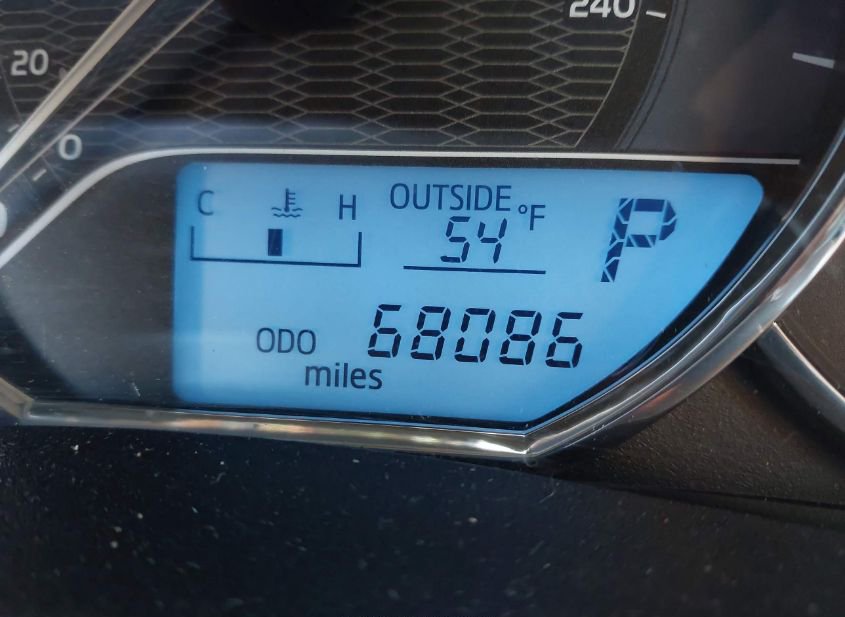 240
20
0
C H OUTSIDE °F P
54
ODO 68086
miles